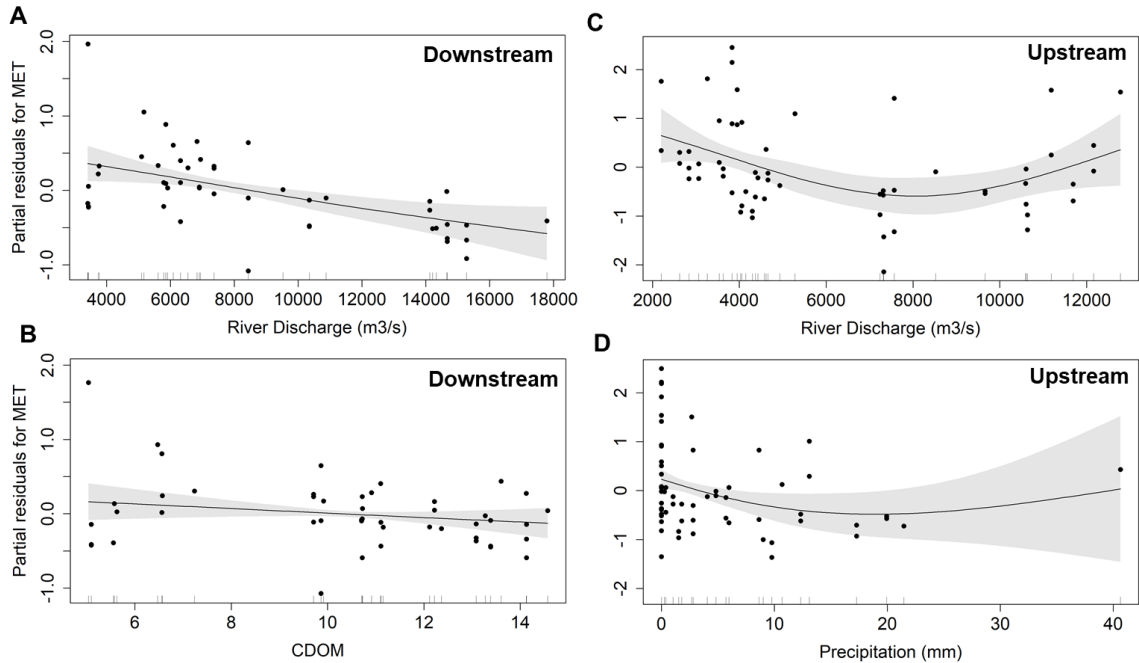 A
Downstream
Partial residuals for MET
2.0
1.0
0.0
-1.0
4000 6000 8000 10000 12000 14000 16000 18000
River Discharge (m3/s)
C
Upstream
2
1
0
-1
-2
2000 4000 6000 8000 10000 12000
River Discharge (m3/s)
B
Downstream
Partial residuals for MET
2.0
1.0
0.0
-1.0
6 8 10 12 14
CDOM
D
Upstream
2
1
0
-1
-2
0 10 20 30 40
Precipitation (mm)